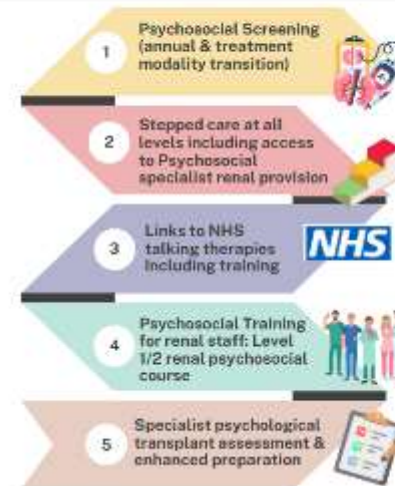 1
Psychosocial Screening
(annual & treatment
modality transition)
2
Stepped care at all
levels including access
to Psychosocial
specialist renal provision
3
Links to NHS
talking therapies
including training
NHS
4
Psychosocial Training
for renal staff: Level
1/2 renal psychosocial
course
5
Specialist psychological
transplant assessment &
enhanced preparation